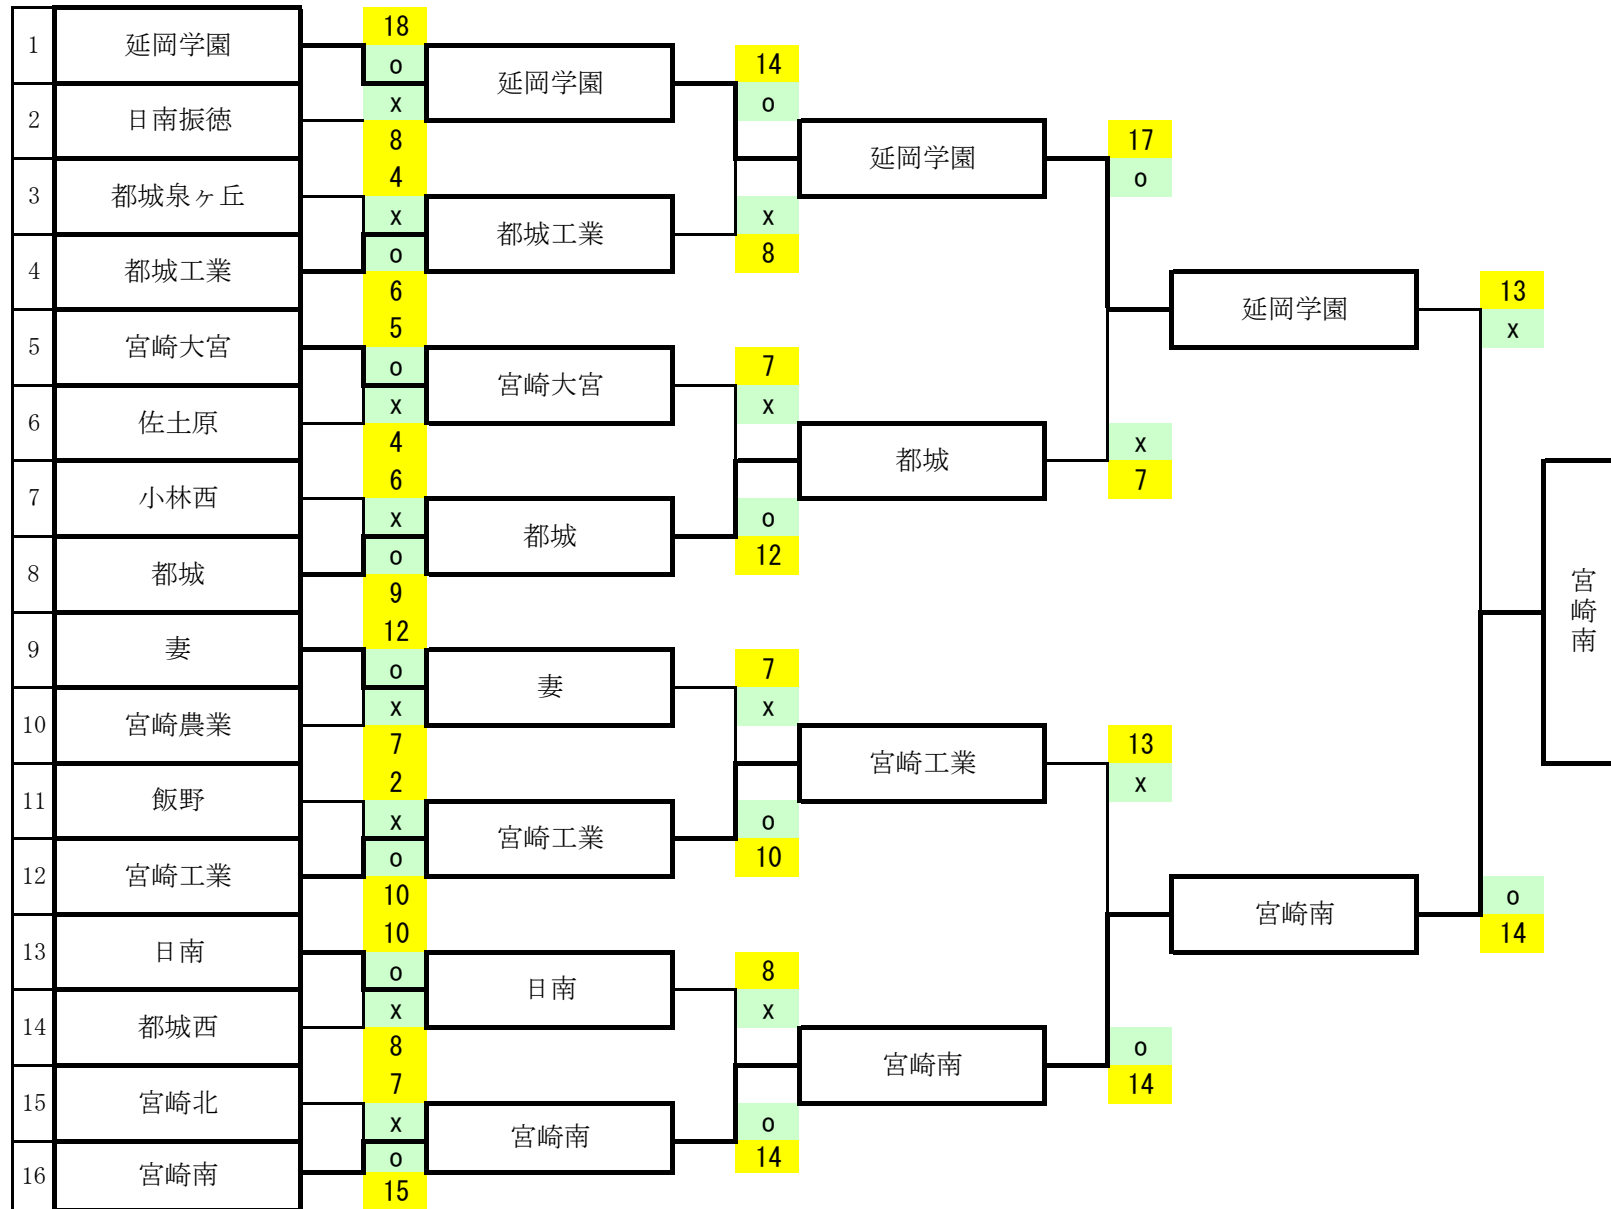 1 延岡学園
2 日南振徳
3 都城泉ヶ丘
4 都城工業
5 宮崎大宮
6 佐土原
7 小林西
8 都城
9 妻
10 宮崎農業
11 飯野
12 宮崎工業
13 日南
14 都城西
15 宮崎北
16 宮崎南
18
o
x
8
4
x
o
6
5
o
x
4
6
x
o
9
12
o
x
7
2
x
o
10
10
o
x
8
7
x
o
15
延岡学園
都城工業
宮崎大宮
都城
妻
宮崎工業
日南
宮崎南
14
o
x
8
7
x
o
12
7
x
o
10
8
x
o
14
延岡学園
都城
宮崎工業
宮崎南
17
o
x
7
13
x
o
14
延岡学園
宮崎南
13
x
o
14
宮崎南